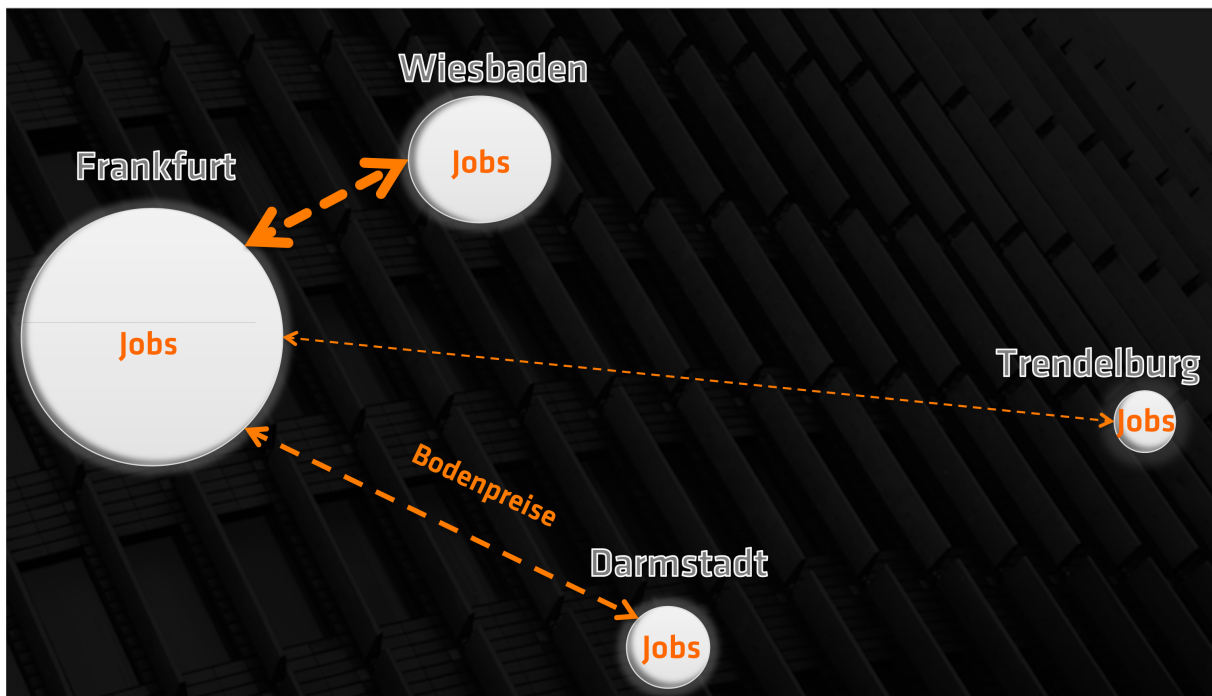 Wiesbaden
Jobs
Frankfurt
Jobs
Trendelburg
Jobs
Bodenpreise
Darmstadt
Jobs